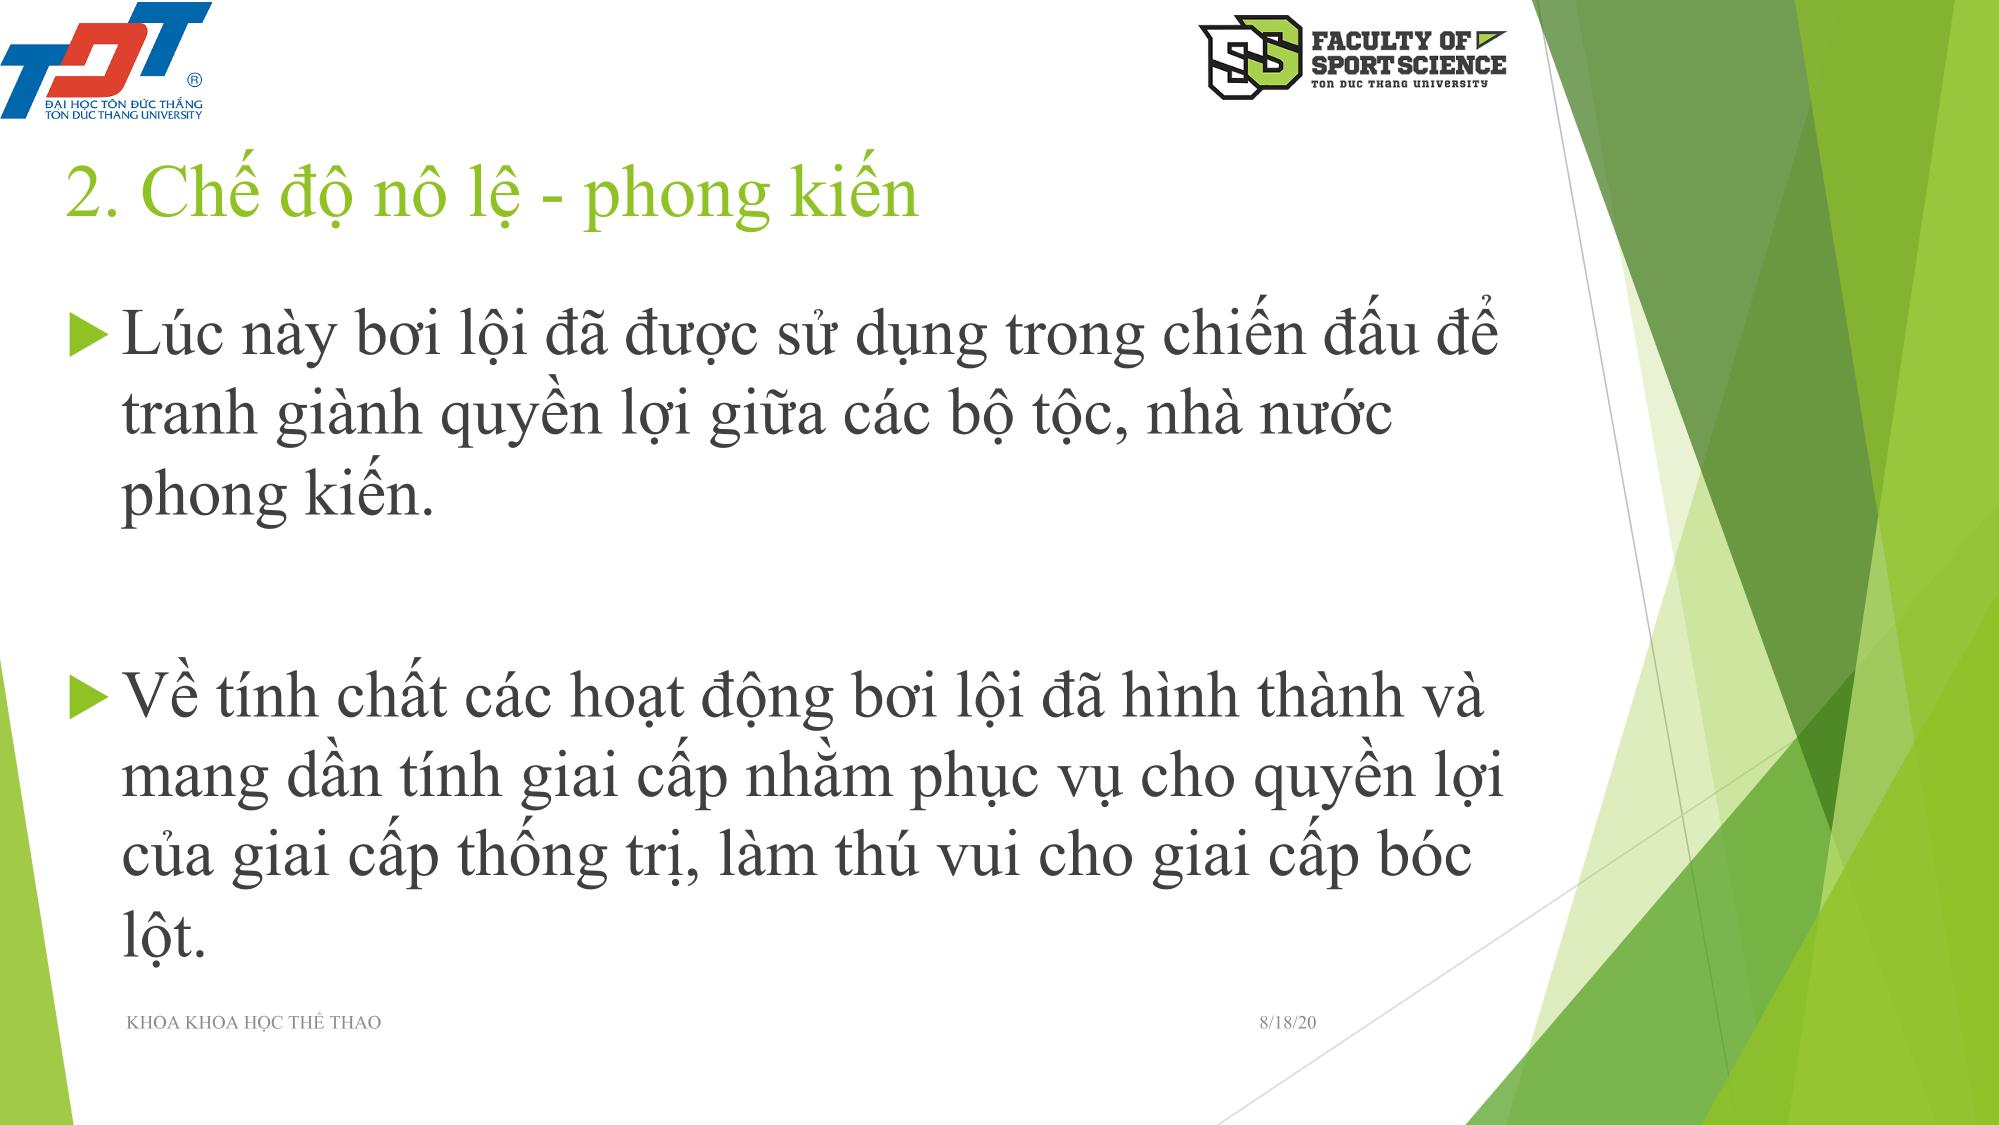 TDT
®
ĐẠI HỌC TÔN ĐỨC THẮNG
TON DUC THANG UNIVERSITY
FACULTY OF
SPORT SCIENCE
TON DUC THANG UNIVERSITY
2. Chế độ nô lệ - phong kiến
Lúc này bơi lội đã được sử dụng trong chiến đấu để
tranh giành quyền lợi giữa các bộ tộc, nhà nước
phong kiến.
Về tính chất các hoạt động bơi lội đã hình thành và
mang dần tính giai cấp nhằm phục vụ cho quyền lợi
của giai cấp thống trị, làm thú vui cho giai cấp bóc
lột.
KHOA KHOA HỌC THỂ THAO
8/18/20